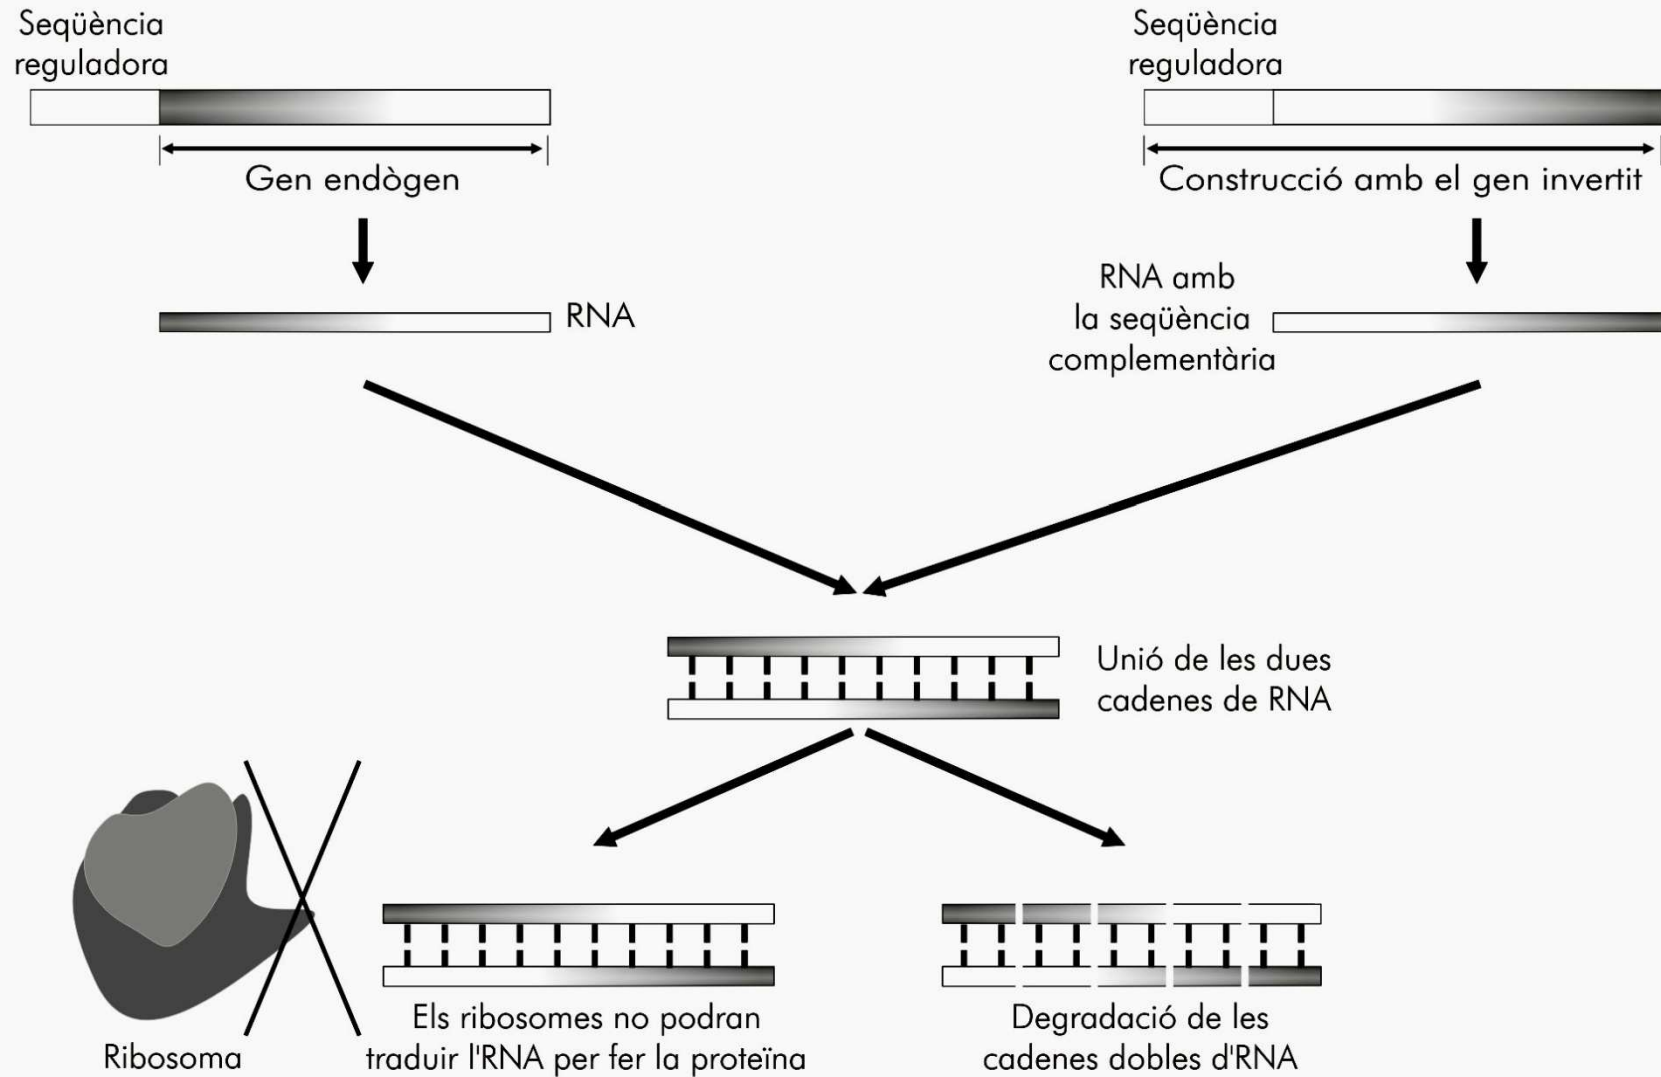 Seqüència
reguladora
Gen endògen
RNA
Seqüència
reguladora
Construcció amb el gen invertit
RNA amb
la seqüència
complementària
Unió de les dues
cadenes de RNA
Ribosoma
Els ribosomes no podran
traduir l'RNA per fer la proteïna
Degradació de les
cadenes dobles d'RNA